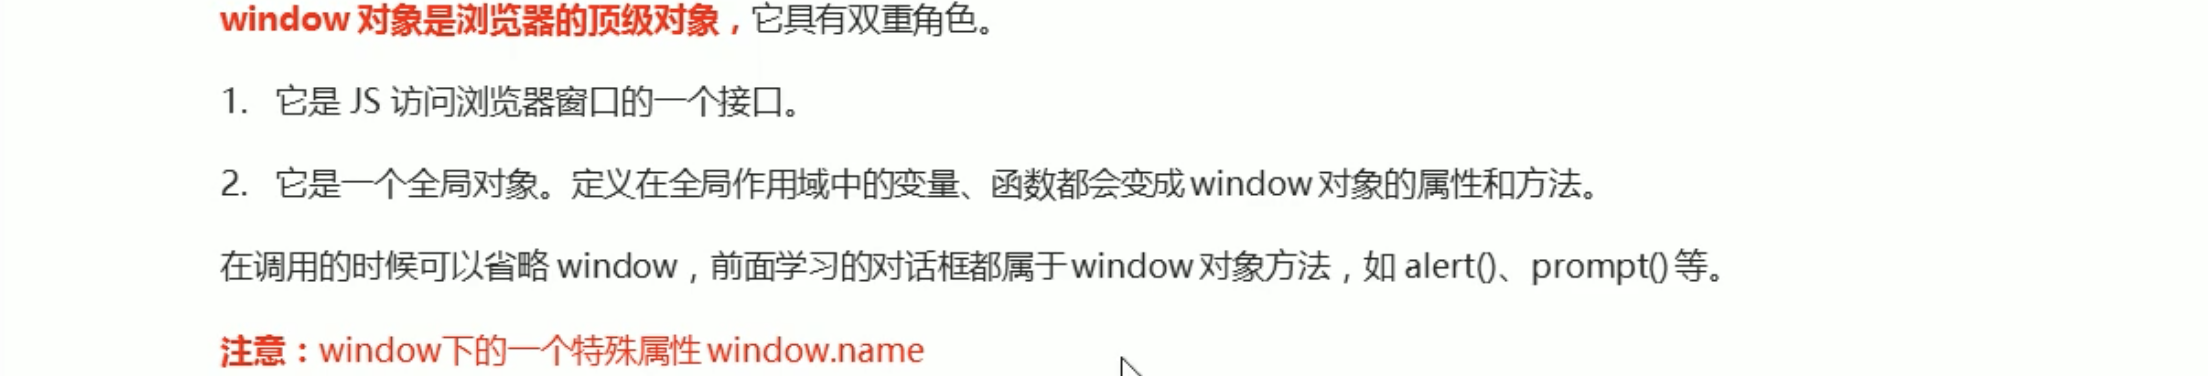 window 对象是浏览器的顶级对象，它具有双重角色。
1. 它是 JS 访问浏览器窗口的一个接口。
2. 它是一个全局对象。定义在全局作用域中的变量、函数都会变成 window 对象的属性和方法。
在调用的时候可以省略 window，前面学习的对话框都属于 window 对象方法，如 alert()、prompt() 等。
注意：window下的一个特殊属性 window.name